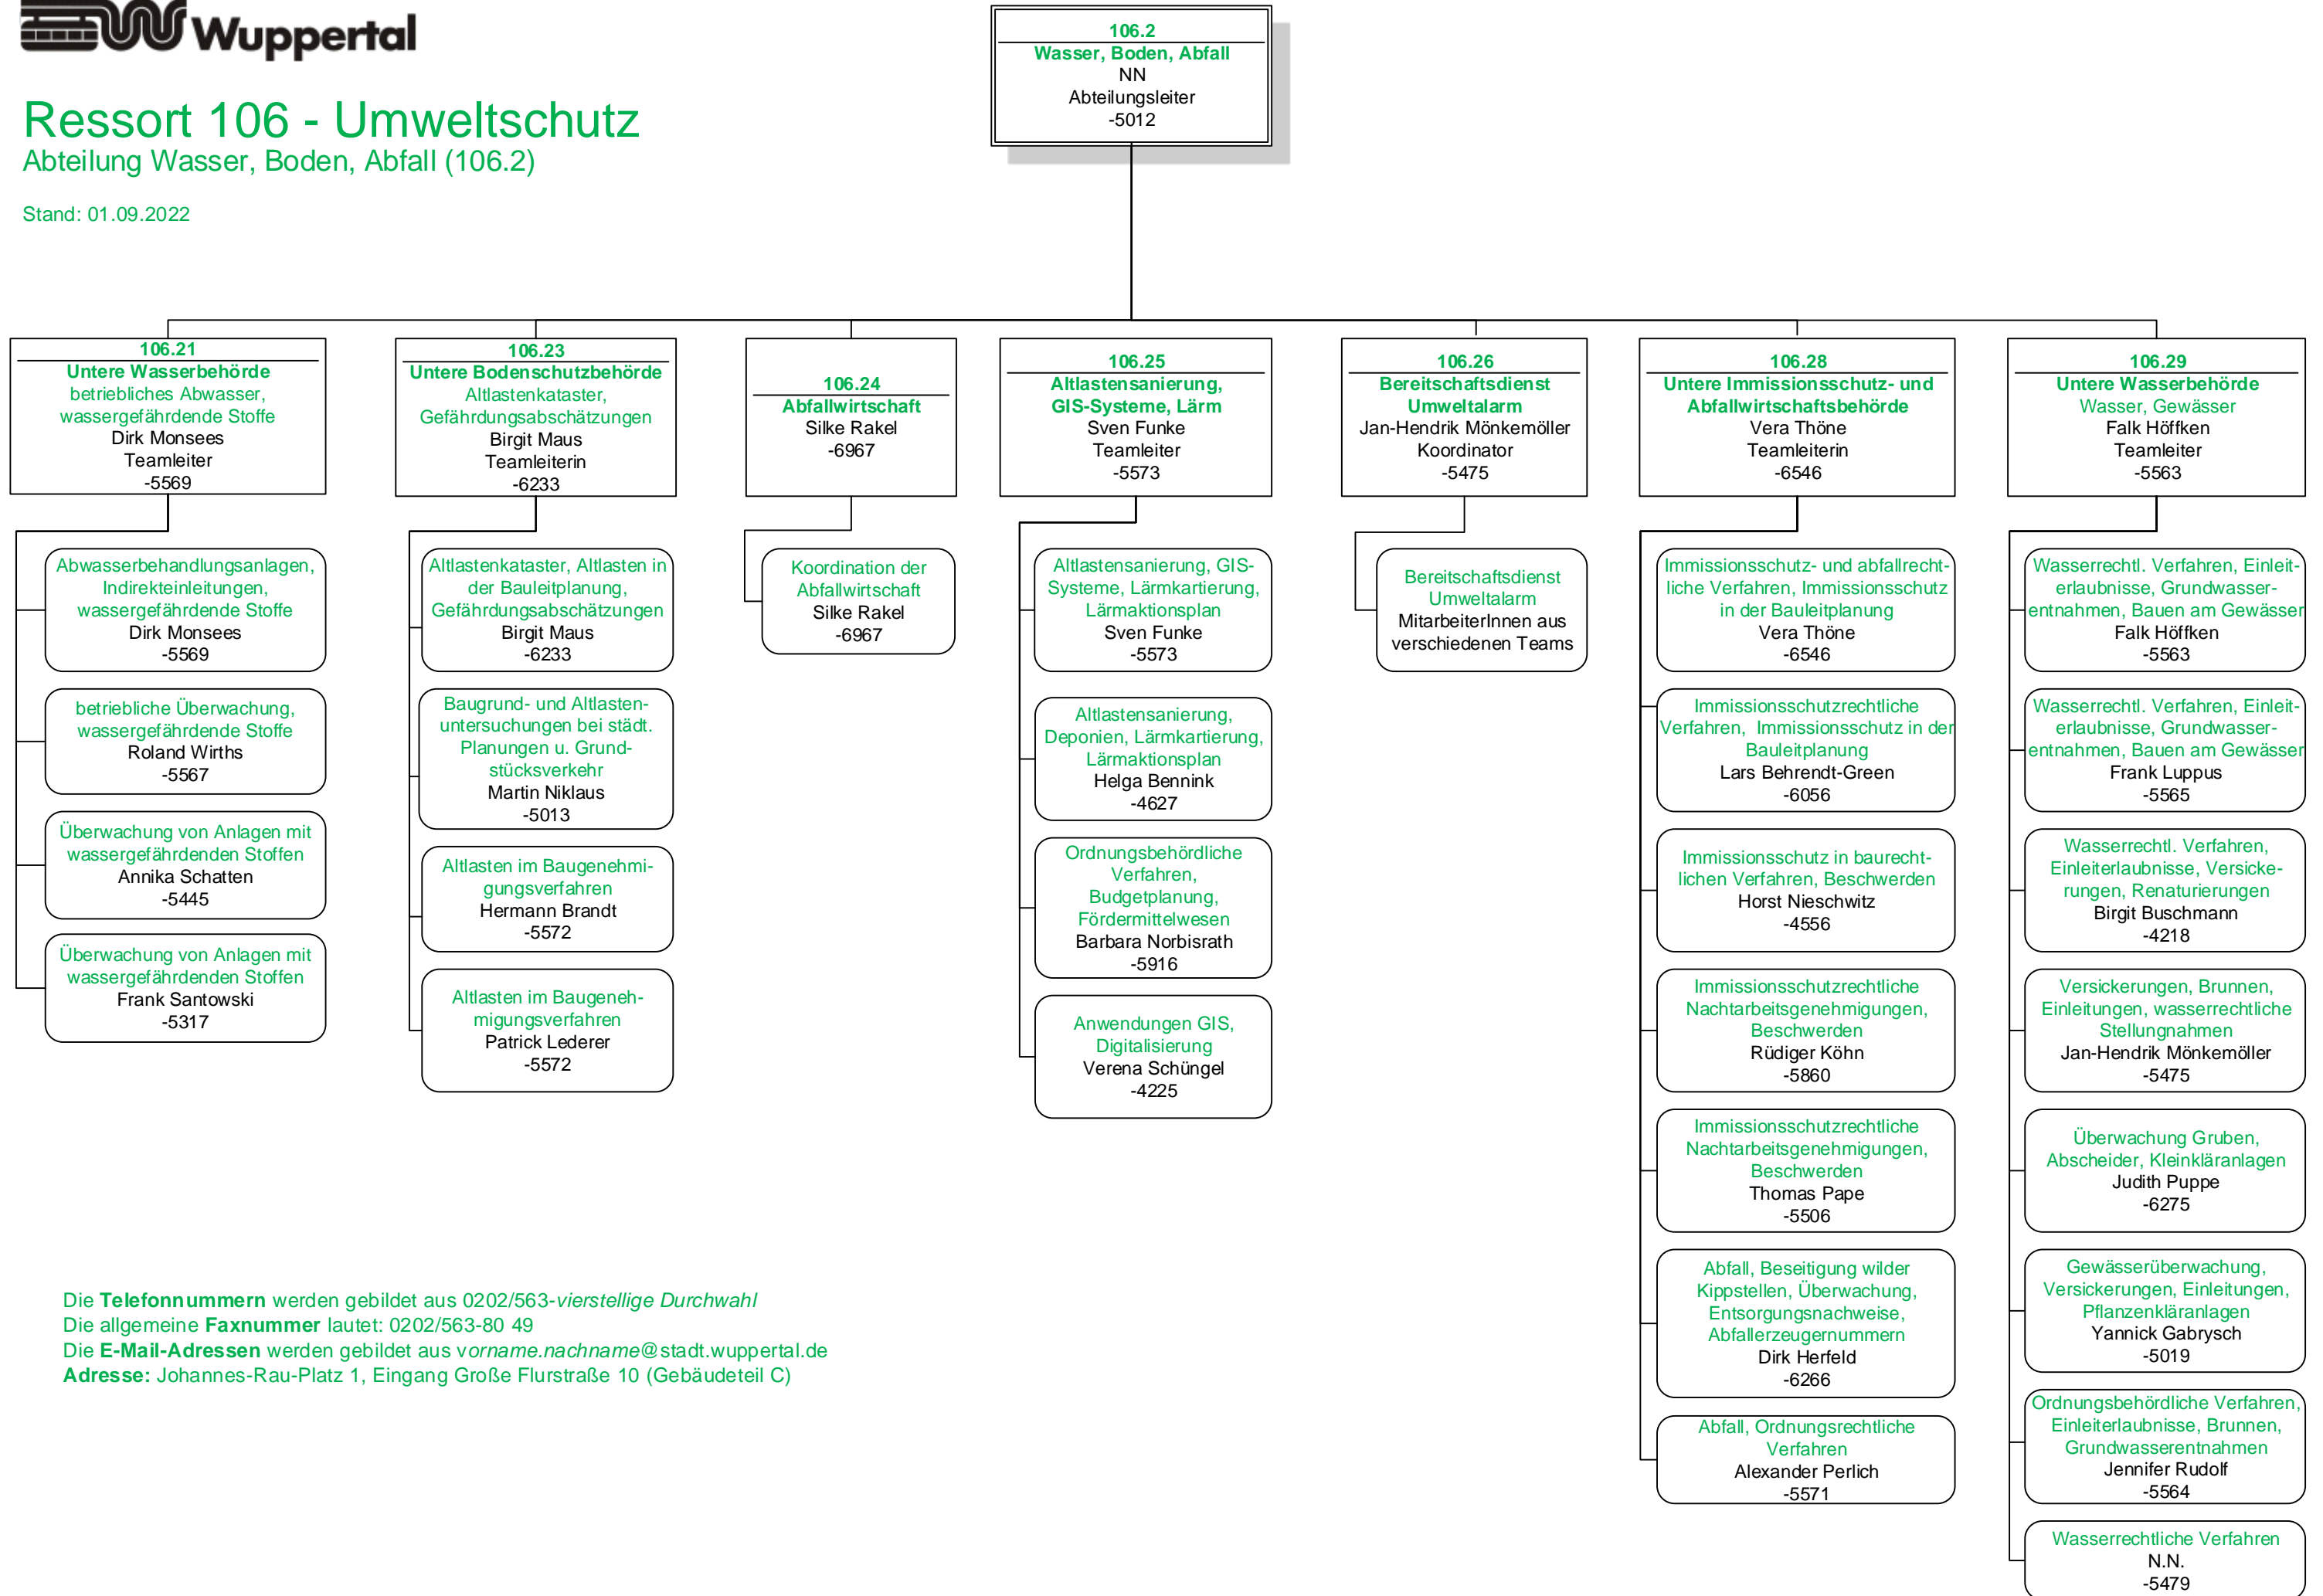 Wuppertal
Ressort 106 - Umweltschutz
Abteilung Wasser, Boden, Abfall (106.2)
Stand: 01.09.2022
106.2
Wasser, Boden, Abfall
NN
Abteilungsleiter
-5012
106.21
Untere Wasserbehörde
betriebliches Abwasser,
wassergefährdende Stoffe
Dirk Monsees
Teamleiter
-5569
Abwasserbehandlungsanlagen,
Indirekteinleitungen,
wassergefährdende Stoffe
Dirk Monsees
-5569
betriebliche Überwachung,
wassergefährdende Stoffe
Roland Wirths
-5567
Überwachung von Anlagen mit
wassergefährdenden Stoffen
Annika Schatten
-5445
Überwachung von Anlagen mit
wassergefährdenden Stoffen
Frank Santowski
-5317
106.23
Untere Bodenschutzbehörde
Altlastenkataster,
Gefährdungsabschätzungen
Birgit Maus
Teamleiterin
-6233
Altlastenkataster, Altlasten in
der Bauleitplanung,
Gefährdungsabschätzungen
Birgit Maus
-6233
Baugrund- und Altlasten-
untersuchungen bei städt.
Planungen u. Grund-
stücksverkehr
Martin Niklaus
-5013
Altlasten im Baugenehmi-
gungsverfahren
Hermann Brandt
-5572
Altlasten im Baugeneh-
migungsverfahren
Patrick Lederer
-5572
106.24
Abfallwirtschaft
Silke Rakel
-6967
Koordination der
Abfallwirtschaft
Silke Rakel
-6967
106.25
Altlastensanierung,
GIS-Systeme, Lärm
Sven Funke
Teamleiter
-5573
Altlastensanierung, GIS-
Systeme, Lärmkartierung,
Lärmaktionsplan
Sven Funke
-5573
Altlastensanierung,
Deponien, Lärmkartierung,
Lärmaktionsplan
Helga Bennink
-4627
Ordnungsbehördliche
Verfahren,
Budgetplanung,
Fördermittelwesen
Barbara Norbisrath
-5916
Anwendungen GIS,
Digitalisierung
Verena Schüngel
-4225
106.26
Bereitschaftsdienst
Umweltalarm
Jan-Hendrik Mönkemöller
Koordinator
-5475
Bereitschaftsdienst
Umweltalarm
MitarbeiterInnen aus
verschiedenen Teams
106.28
Untere Immissionsschutz- und
Abfallwirtschaftsbehörde
Vera Thöne
Teamleiterin
-6546
Immissionsschutz- und abfallrecht-
liche Verfahren, Immissionsschutz
in der Bauleitplanung
Vera Thöne
-6546
Immissionsschutzrechtliche
Verfahren, Immissionsschutz in der
Bauleitplanung
Lars Behrendt-Green
-6056
Immissionsschutz in baurecht-
lichen Verfahren, Beschwerden
Horst Nieschwitz
-4556
Immissionsschutzrechtliche
Nachtarbeitsgenehmigungen,
Beschwerden
Rüdiger Köhn
-5860
Immissionsschutzrechtliche
Nachtarbeitsgenehmigungen,
Beschwerden
Thomas Pape
-5506
Abfall, Beseitigung wilder
Kippstellen, Überwachung,
Entsorgungsnachweise,
Abfallerzeugernummern
Dirk Herfeld
-6266
Abfall, Ordnungsrechtliche
Verfahren
Alexander Perlich
-5571
106.29
Untere Wasserbehörde
Wasser, Gewässer
Falk Höffken
Teamleiter
-5563
Wasserrechtl. Verfahren, Einleit-
erlaubnisse, Grundwasser-
entnahmen, Bauen am Gewässer
Falk Höffken
-5563
Wasserrechtl. Verfahren, Einleit-
erlaubnisse, Grundwasser-
entnahmen, Bauen am Gewässer
Frank Luppus
-5565
Wasserrechtl. Verfahren,
Einleiterlaubnisse, Versicke-
rungen, Renaturierungen
Birgit Buschmann
-4218
Versickerungen, Brunnen,
Einleitungen, wasserrechtliche
Stellungnahmen
Jan-Hendrik Mönkemöller
-5475
Überwachung Gruben,
Abscheider, Kleinkläranlagen
Judith Puppe
-6275
Gewässerüberwachung,
Versickerungen, Einleitungen,
Pflanzenkläranlagen
Yannick Gabrysch
-5019
Ordnungsbehördliche Verfahren,
Einleiterlaubnisse, Brunnen,
Grundwasserentnahmen
Jennifer Rudolf
-5564
Wasserrechtliche Verfahren
N.N.
-5479
Die Telefonnummern werden gebildet aus 0202/563-vierstellige Durchwahl
Die allgemeine Faxnummer lautet: 0202/563-80 49
Die E-Mail-Adressen werden gebildet aus vorname.nachname@stadt.wuppertal.de
Adresse: Johannes-Rau-Platz 1, Eingang Große Flurstraße 10 (Gebäudeteil C)